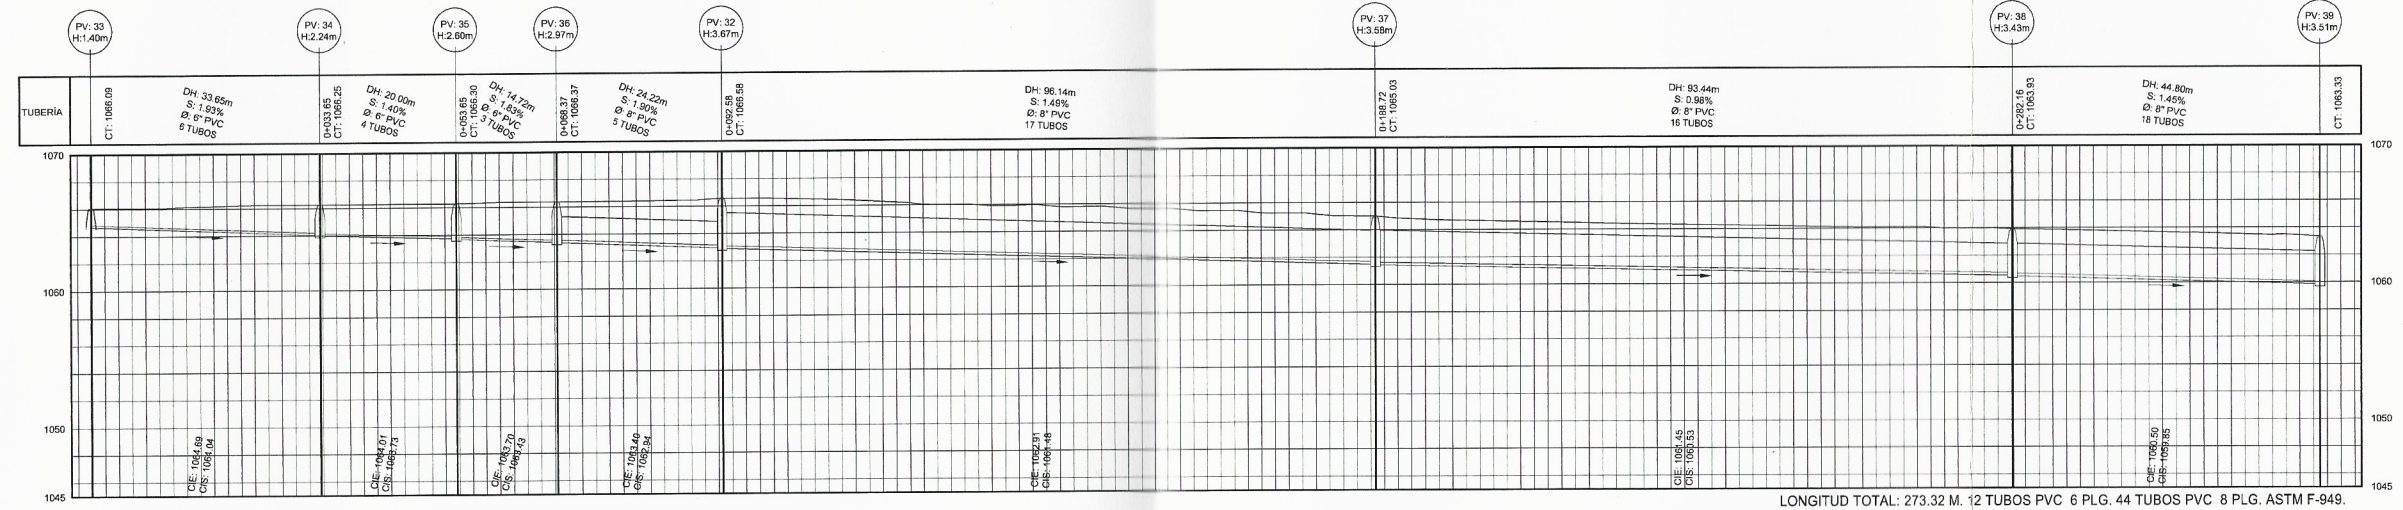 PV: 33
H:1.40m
PV: 34
H:2.24m
PV: 35
H:2.60m
PV: 36
H:2.97m
PV: 32
H:3.67m
PV: 37
H:3.58m
PV: 38
H:3.43m
PV: 39
H:3.51m
TUBERÍA
CT: 1066.09
DH: 33.65m
S: 1.93%
Ø: 6" PVC
6 TUBOS
0+033.65
CT: 1066.25
DH: 20.00m
S: 1.40%
Ø: 6" PVC
4 TUBOS
0+053.65
CT: 1066.30
DH: 14.72m
S: 1.83%
Ø: 6" PVC
3 TUBOS
0+068.37
CT: 1066.37
DH: 24.22m
S: 1.90%
Ø: 8" PVC
5 TUBOS
0+092.58
CT: 1066.58
DH: 96.14m
S: 1.49%
Ø: 8" PVC
17 TUBOS
0+188.72
CT: 1065.03
DH: 93.44m
S: 0.98%
Ø: 8" PVC
16 TUBOS
0+282.16
CT: 1063.93
DH: 44.80m
S: 1.45%
Ø: 8" PVC
18 TUBOS
CT: 1063.33
1070
1070
1060
1060
1050
1050
1045
1045
CIE: 1064.69
CIS: 1064.04
CIE: 1064.01
CIS: 1063.73
CIE: 1063.70
CIS: 1063.43
CIE: 1063.40
CIS: 1062.94
CIE: 1062.91
CIS: 1061.48
CIE: 1061.45
CIS: 1060.53
CIE: 1060.50
CIS: 1059.85
LONGITUD TOTAL: 273.32 M. 12 TUBOS PVC 6 PLG. 44 TUBOS PVC 8 PLG. ASTM F-949.